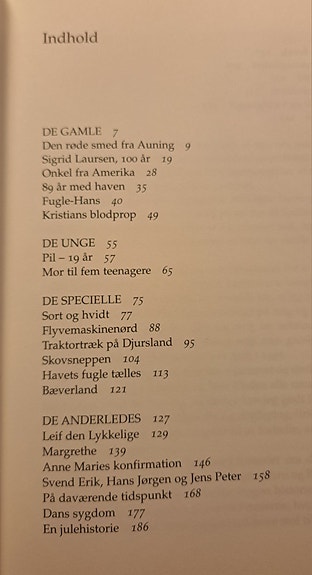 Indhold
DE GAMLE 7
Den røde smed fra Auning 9
Sigrid Laursen, 100 år 19
Onkel fra Amerika 28
89 år med haven 35
Fugle-Hans 40
Kristians blodprop 49
DE UNGE 55
Pil – 19 år 57
Mor til fem teenagere 65
DE SPECIELLE 75
Sort og hvidt 77
Flyvemaskinenørd 88
Traktortræk på Djursland 95
Skovsneppen 104
Havets fugle tælles 113
Bæverland 121
DE ANDERLEDES 127
Leif den Lykkelige 129
Margrethe 139
Anne Maries konfirmation 146
Svend Erik, Hans Jørgen og Jens Peter 158
På daværende tidspunkt 168
Dans sygdom 177
En julehistorie 186